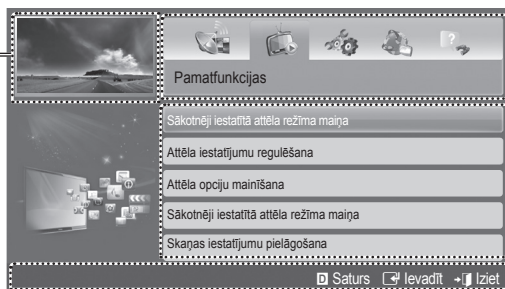 Pamatfunkcijas
Sākotnēji iestatītā attēla režīma maiņa
Attēla iestatījumu regulēšana
Attēla opciju mainīšana
Sākotnēji iestatītā attēla režīma maiņa
Skaņas iestatījumu pielāgošana
D Saturs Ievadīt Iziet